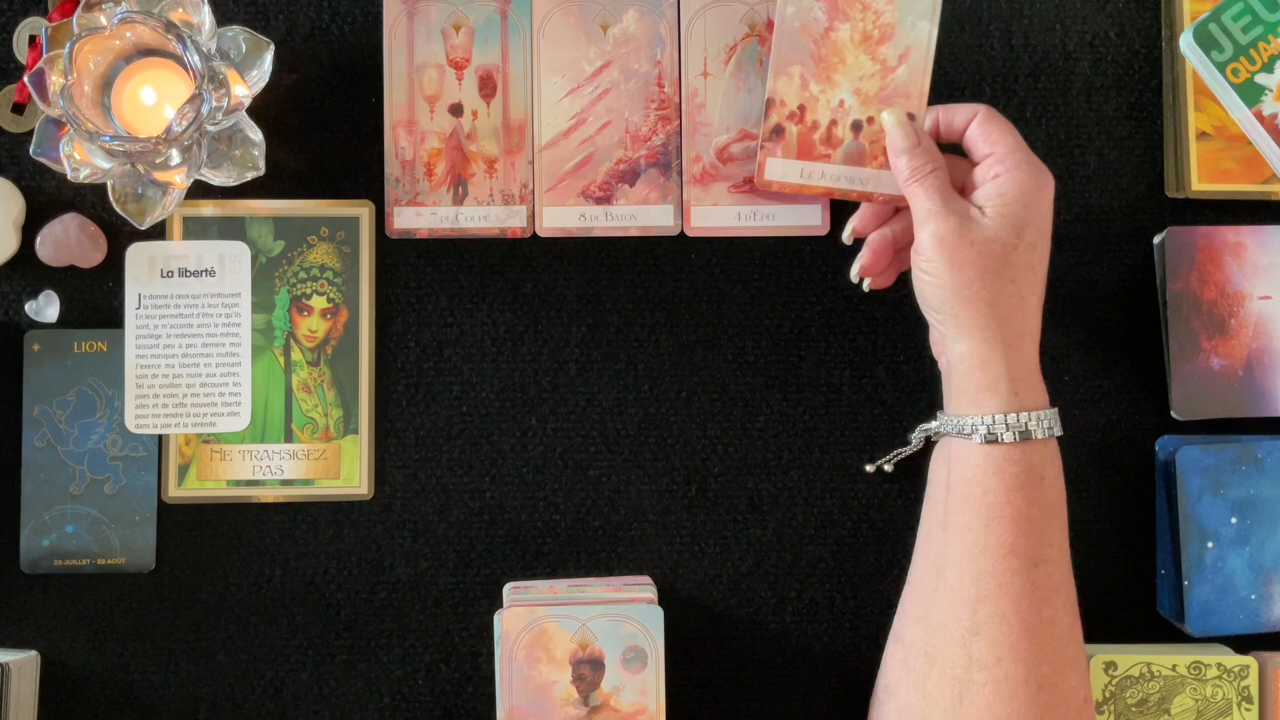 7 DE COUPE
8 DU BATON
4 D'ÉPÉE
LE JUGEMENT
JEU
La liberté
Je donne à ceux qui m'entourent
la liberté de vivre à leur façon.
En leur permettant d'être ce qu'ils
sont, je m'accorde ainsi le même
privilège. Je redeviens moi-même,
laissant peu à peu derrière moi
mes masques désormais inutiles.
J'exerce ma liberté en prenant
soin de ne pas nuire aux autres.
Tel un oisillon qui découvre les
joies de voler, je me sers de mes
ailes et de cette nouvelle liberté
pour me rendre là où je veux aller,
dans la joie et la sérénité.
NE TRANSIGEZ
PAS
LION
23 JUILLET - 22 AOÛT